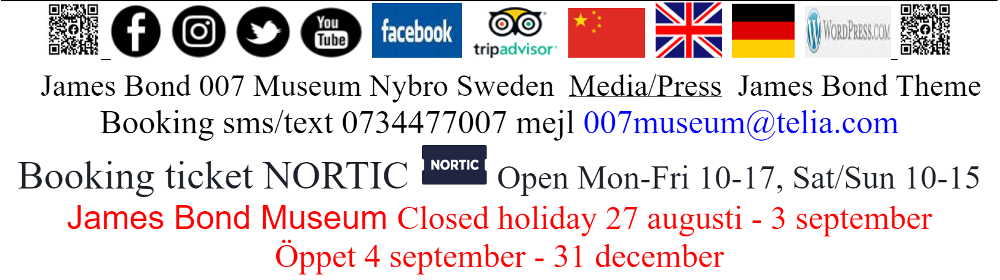 You Tube facebook tripadvisor WORDPRESS.COM
James Bond 007 Museum Nybro Sweden Media/Press James Bond Theme
Booking sms/text 0734477007 mejl 007museum@telia.com
Booking ticket NORTIC NORTIC Open Mon-Fri 10-17, Sat/Sun 10-15
James Bond Museum Closed holiday 27 augusti - 3 september
Öppet 4 september - 31 december